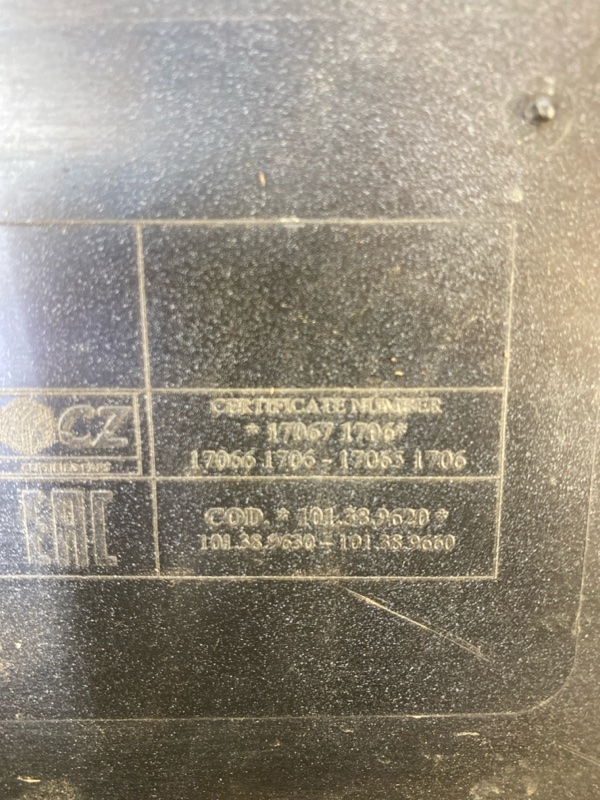 CERTIFICATE NUMBER
* 17067 1706*
CZ
17066 1706 - 17065 1706
EAC
COD. * 101.38.9620 *
101.38.9630 - 101.38.9660